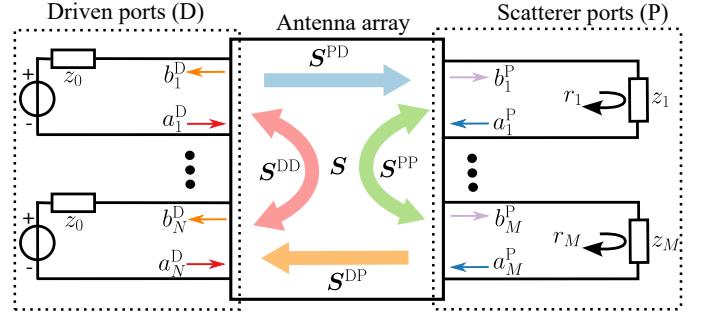 Driven ports (D)
Antenna array
Scatterer ports (P)
+
-
z_0
b_1^D
a_1^D
S^PD
b_1^P
a_1^P
r_1
z_1
S^DD
S
S^PP
+
-
z_0
b_N^D
a_N^D
S^DP
b_M^P
a_M^P
r_M
z_M